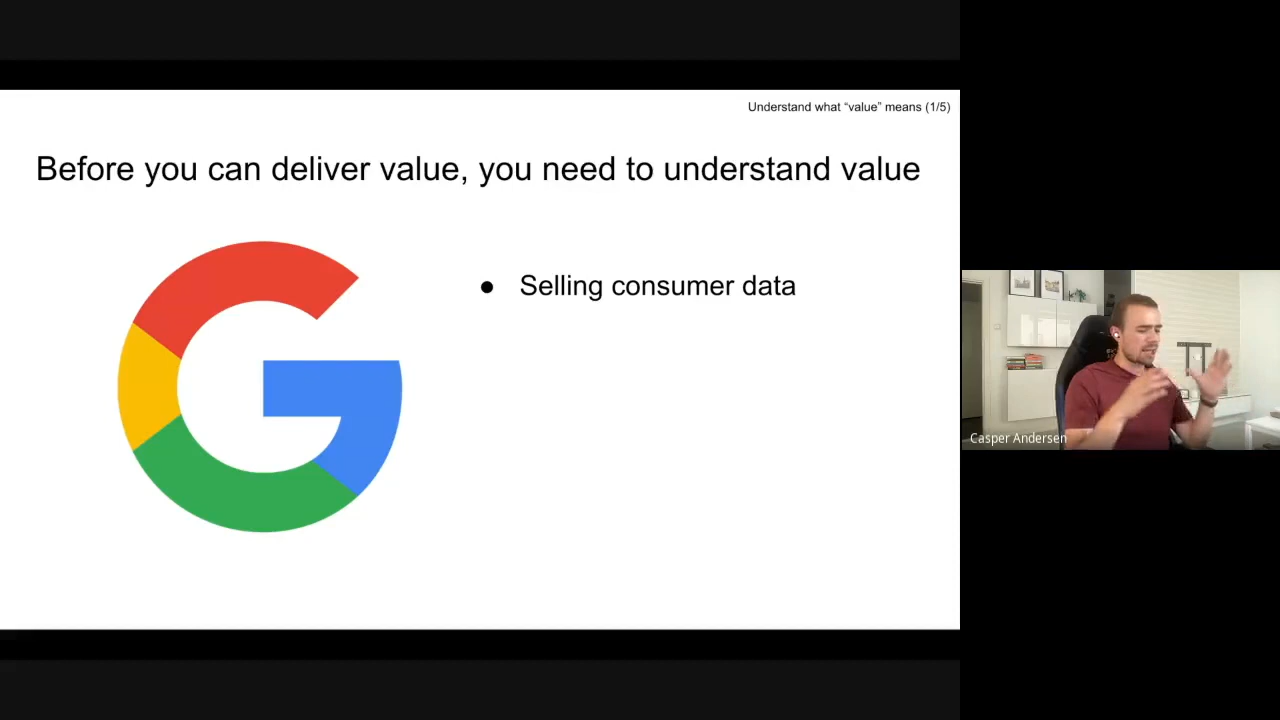 Understand what “value” means (1/5)
Before you can deliver value, you need to understand value
● Selling consumer data
Casper Andersen